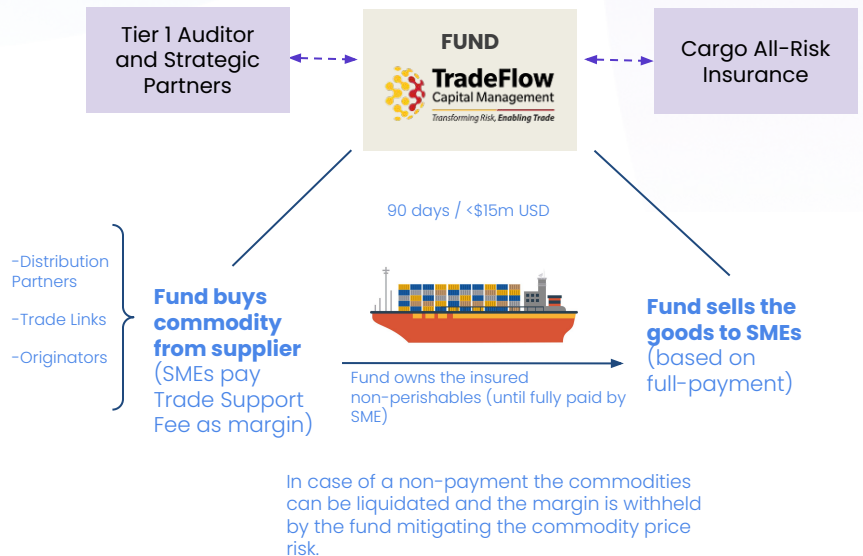 Tier 1 Auditor
and Strategic
Partners
FUND
TradeFlow
Capital Management
Transforming Risk, Enabling Trade
Cargo All-Risk
Insurance
90 days / <$15m USD
-Distribution
Partners
-Trade Links
-Originators
Fund buys
commodity
from supplier
(SMEs pay
Trade Support
Fee as margin)
Fund owns the insured
non-perishables (until fully paid by
SME)
Fund sells the
goods to SMEs
(based on
full-payment)
In case of a non-payment the commodities
can be liquidated and the margin is withheld
by the fund mitigating the commodity price
risk.